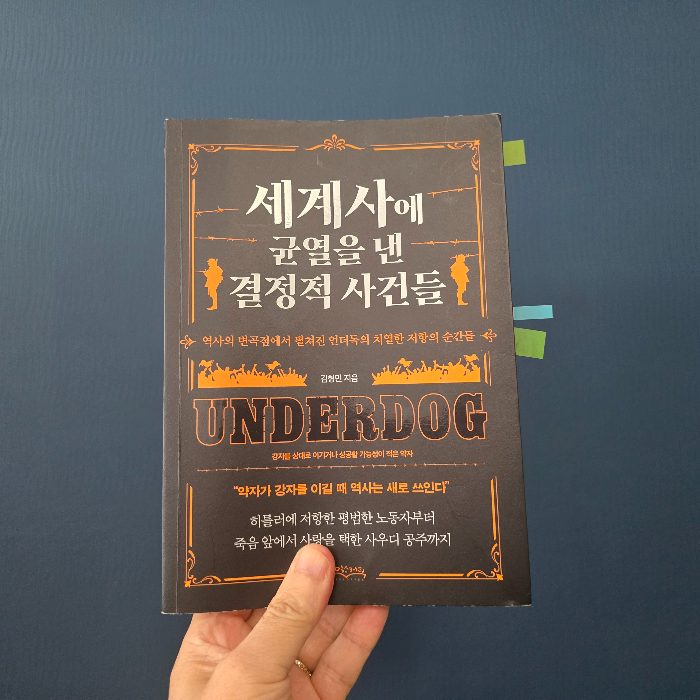 세계사에
균열을 낸
결정적 사건들
역사의 변곡점에서 펼쳐진 언더독의 치열한 저항의 순간들
김형민 지음
UNDERDOG
강자를 상대로 이기거나 성공할 가능성이 적은 약자
“약자가 강자를 이길 때 역사는 새로 쓰인다”
히틀러에 저항한 평범한 노동자부터
죽음 앞에서 사랑을 택한 사우디 공주까지